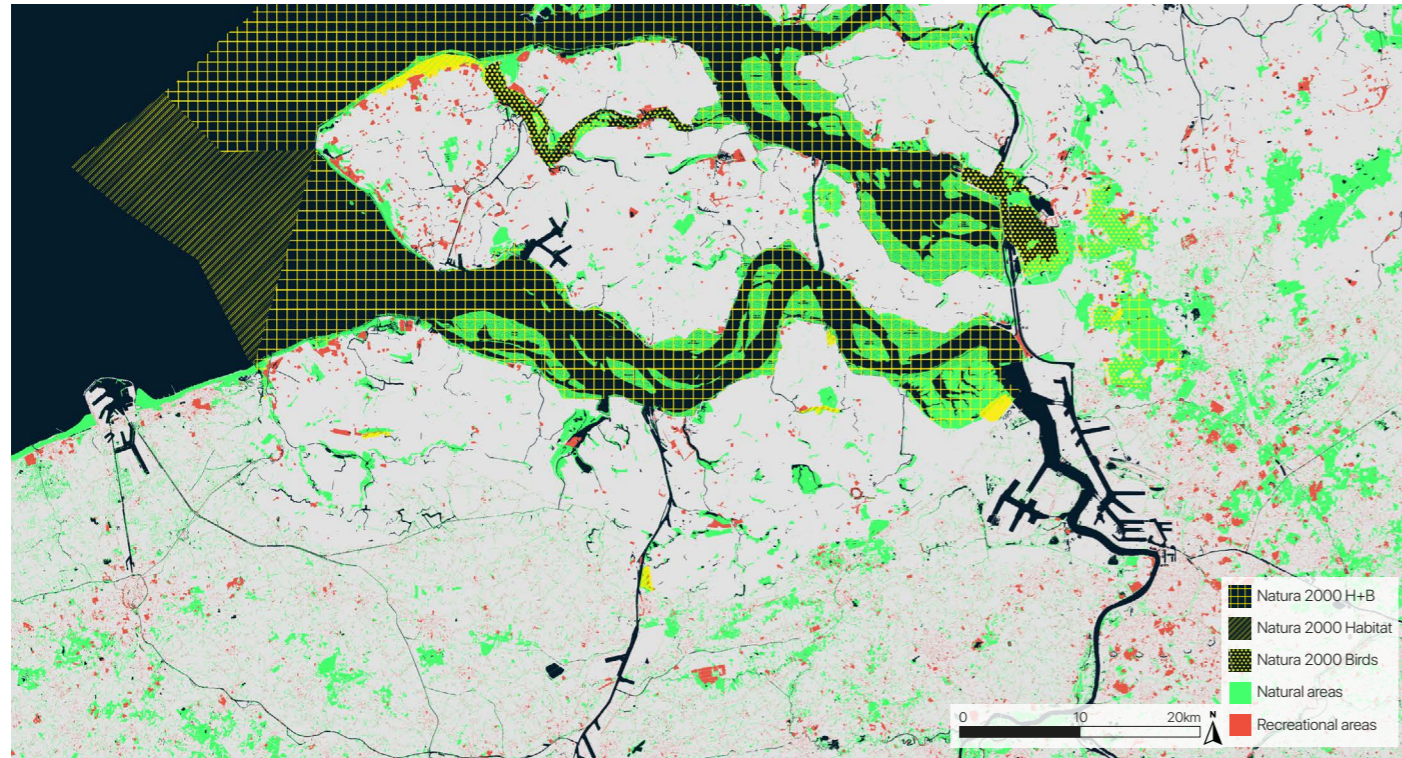 Natura 2000 H+B
Natura 2000 Habitat
Natura 2000 Birds
Natural areas
Recreational areas
0 10 20km N